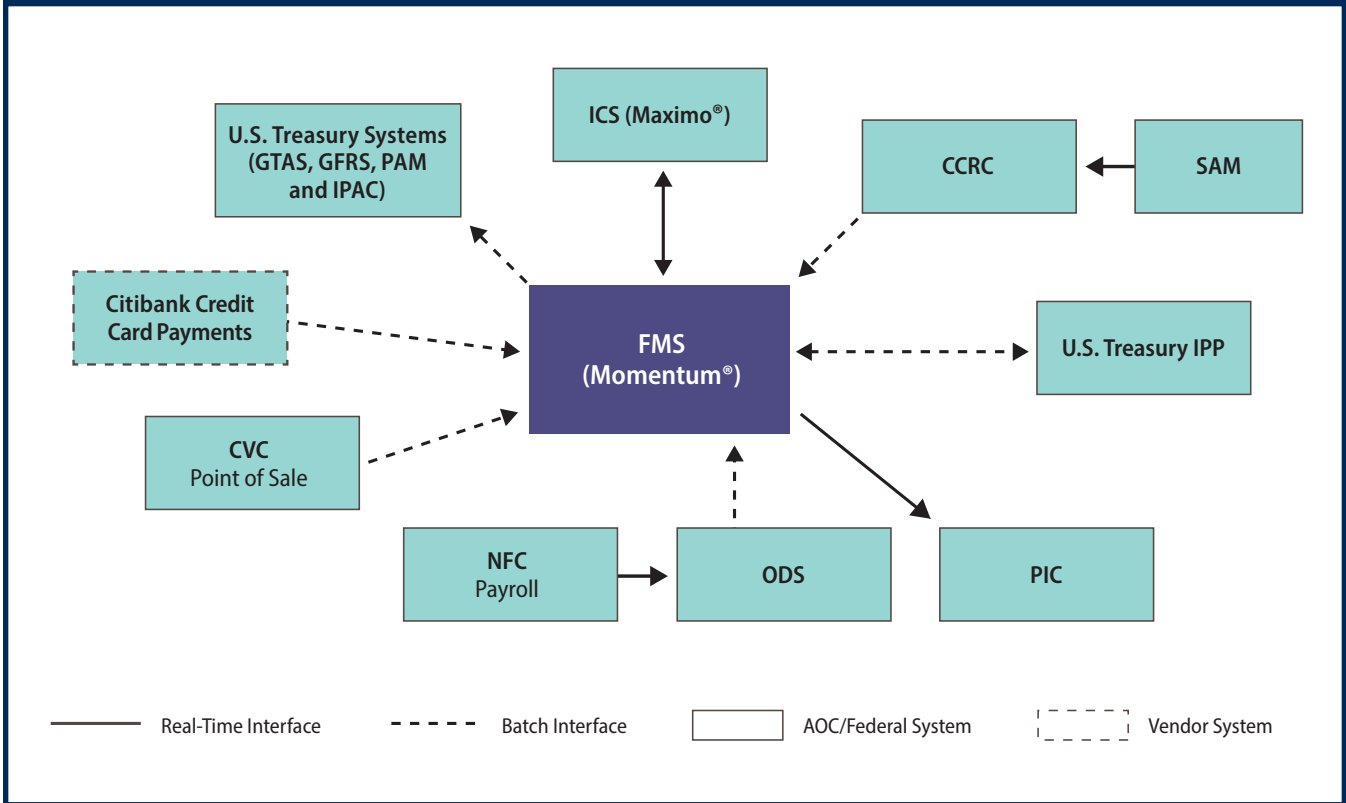 ICS (Maximo®)
U.S. Treasury Systems
(GTAS, GFRS, PAM
and IPAC)
CCRC
SAM
Citibank Credit
Card Payments
FMS
(Momentum®)
U.S. Treasury IPP
CVC
Point of Sale
NFC
Payroll
ODS
PIC
Real-Time Interface
Batch Interface
AOC/Federal System
Vendor System